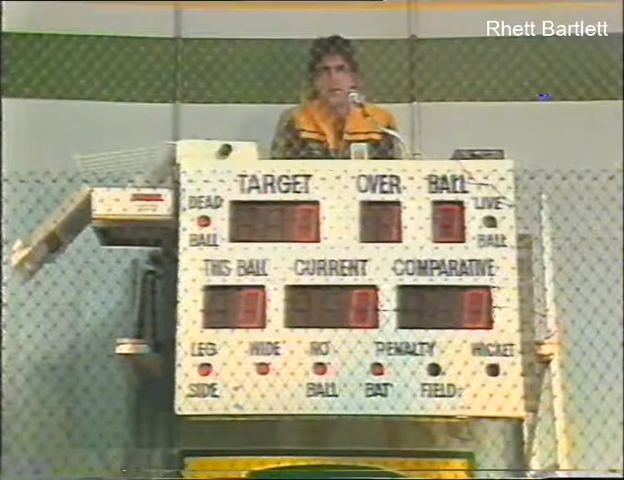 Rhett Bartlett
TARGET OVER BALL
DEAD BALL
LIVE BALL
THIS BALL CURRENT COMPARATIVE
LEG SIDE
WIDE
NO BALL
PENALTY
BAT FIELD
WICKET